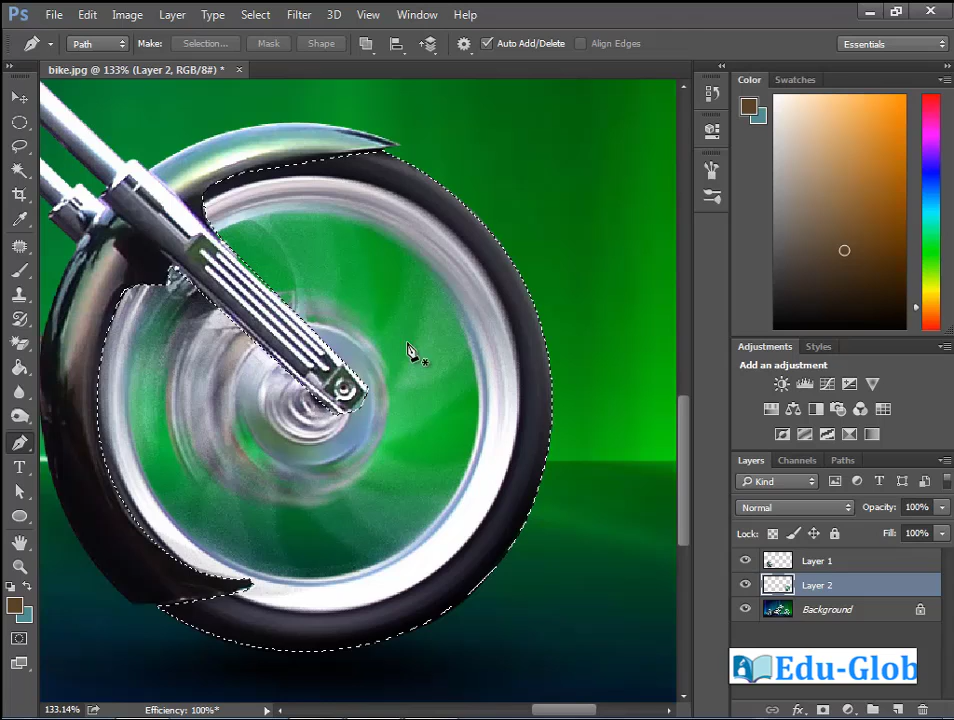 Ps File Edit Image Layer Type Select Filter 3D View Window Help
Path Make: Selection... Mask Shape Auto Add/Delete Align Edges Essentials
bike.jpg @ 133% (Layer 2, RGB/8#) *
Color Swatches
Adjustments Styles
Add an adjustment
Layers Channels Paths
Kind
Normal Opacity: 100%
Lock: Fill: 100%
Layer 1
Layer 2
Background
Edu-Glob
133.14% Efficiency: 100%*